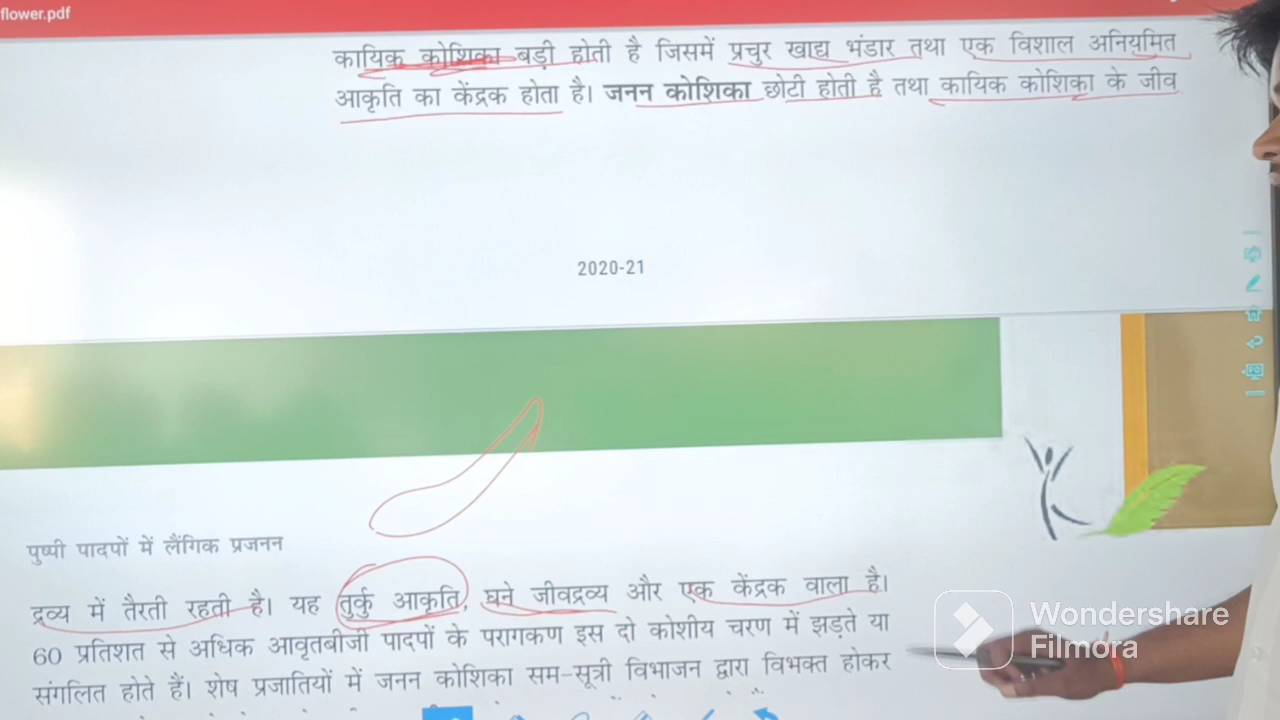 flower.pdf
कायिक कोशिका बड़ी होती है जिसमें प्रचुर खाद्य भंडार तथा एक विशाल अनियमित
आकृति का केंद्रक होता है। जनन कोशिका छोटी होती है तथा कायिक कोशिका के जीव
2020-21
पुष्पी पादपों में लैंगिक प्रजनन
द्रव्य में तैरती रहती है। यह तुर्कु आकृति, घने जीवद्रव्य और एक केंद्रक वाला है।
60 प्रतिशत से अधिक आवृतबीजी पादपों के परागकण इस दो कोशीय चरण में झड़ते या
संगलित होते हैं। शेष प्रजातियों में जनन कोशिका सम-सूत्री विभाजन द्वारा विभक्त होकर
Wondershare
Filmora